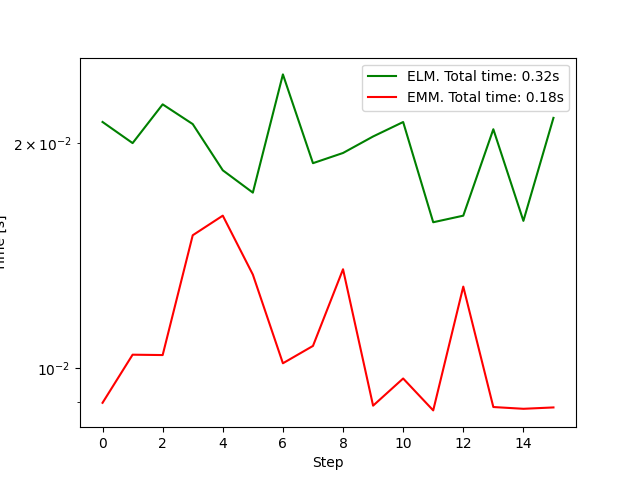 ELM. Total time: 0.32s
EMM. Total time: 0.18s
2 × 10⁻²
10⁻²
[s]
0 2 4 6 8 10 12 14
Step